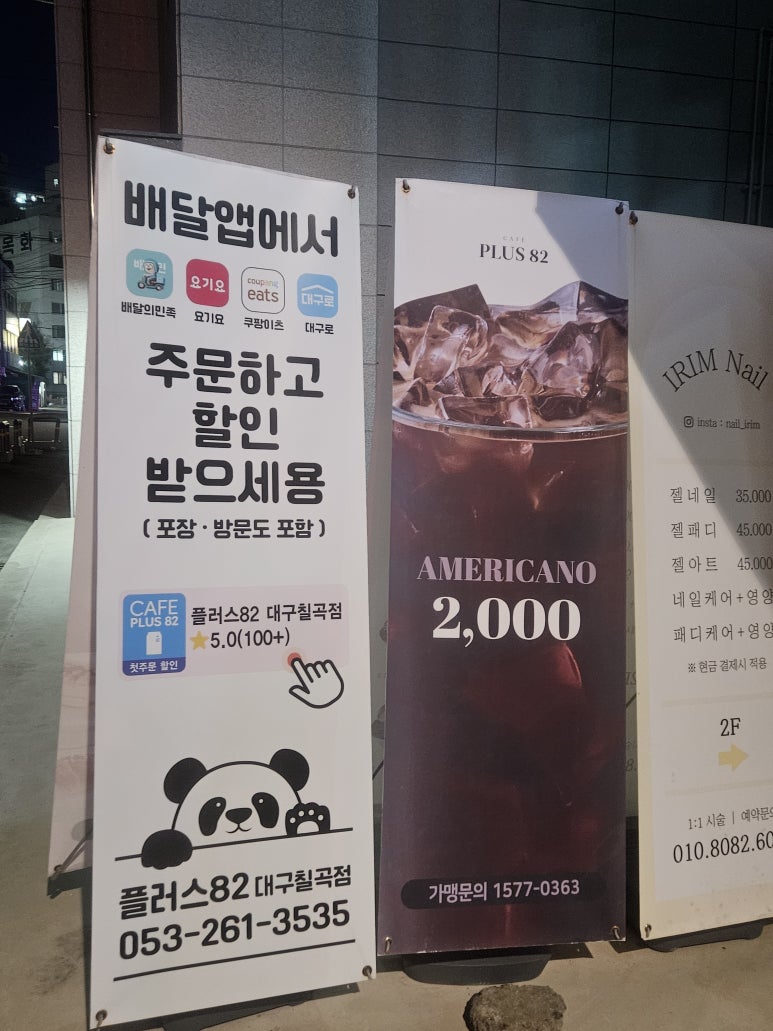 배달앱에서
배민
요기요
coupang
eats
대구로
배달의민족
요기요
쿠팡이츠
대구로
주문하고
할인
받으세용
( 포장 · 방문도 포함 )
CAFE
PLUS 82
첫주문 할인
플러스82 대구칠곡점
5.0(100+)
플러스82 대구칠곡점
053-261-3535
CAFE
PLUS 82
AMERICANO
2,000
가맹문의 1577-0363
IRIM Nail
insta : nail_irim
젤네일 35.000
젤패디 45.000
젤아트 45.000
네일케어 + 영양
패디케어 + 영양
※ 현금 결제시 적용
2F
1:1 시술 | 예약문의
010.8082.60
목화